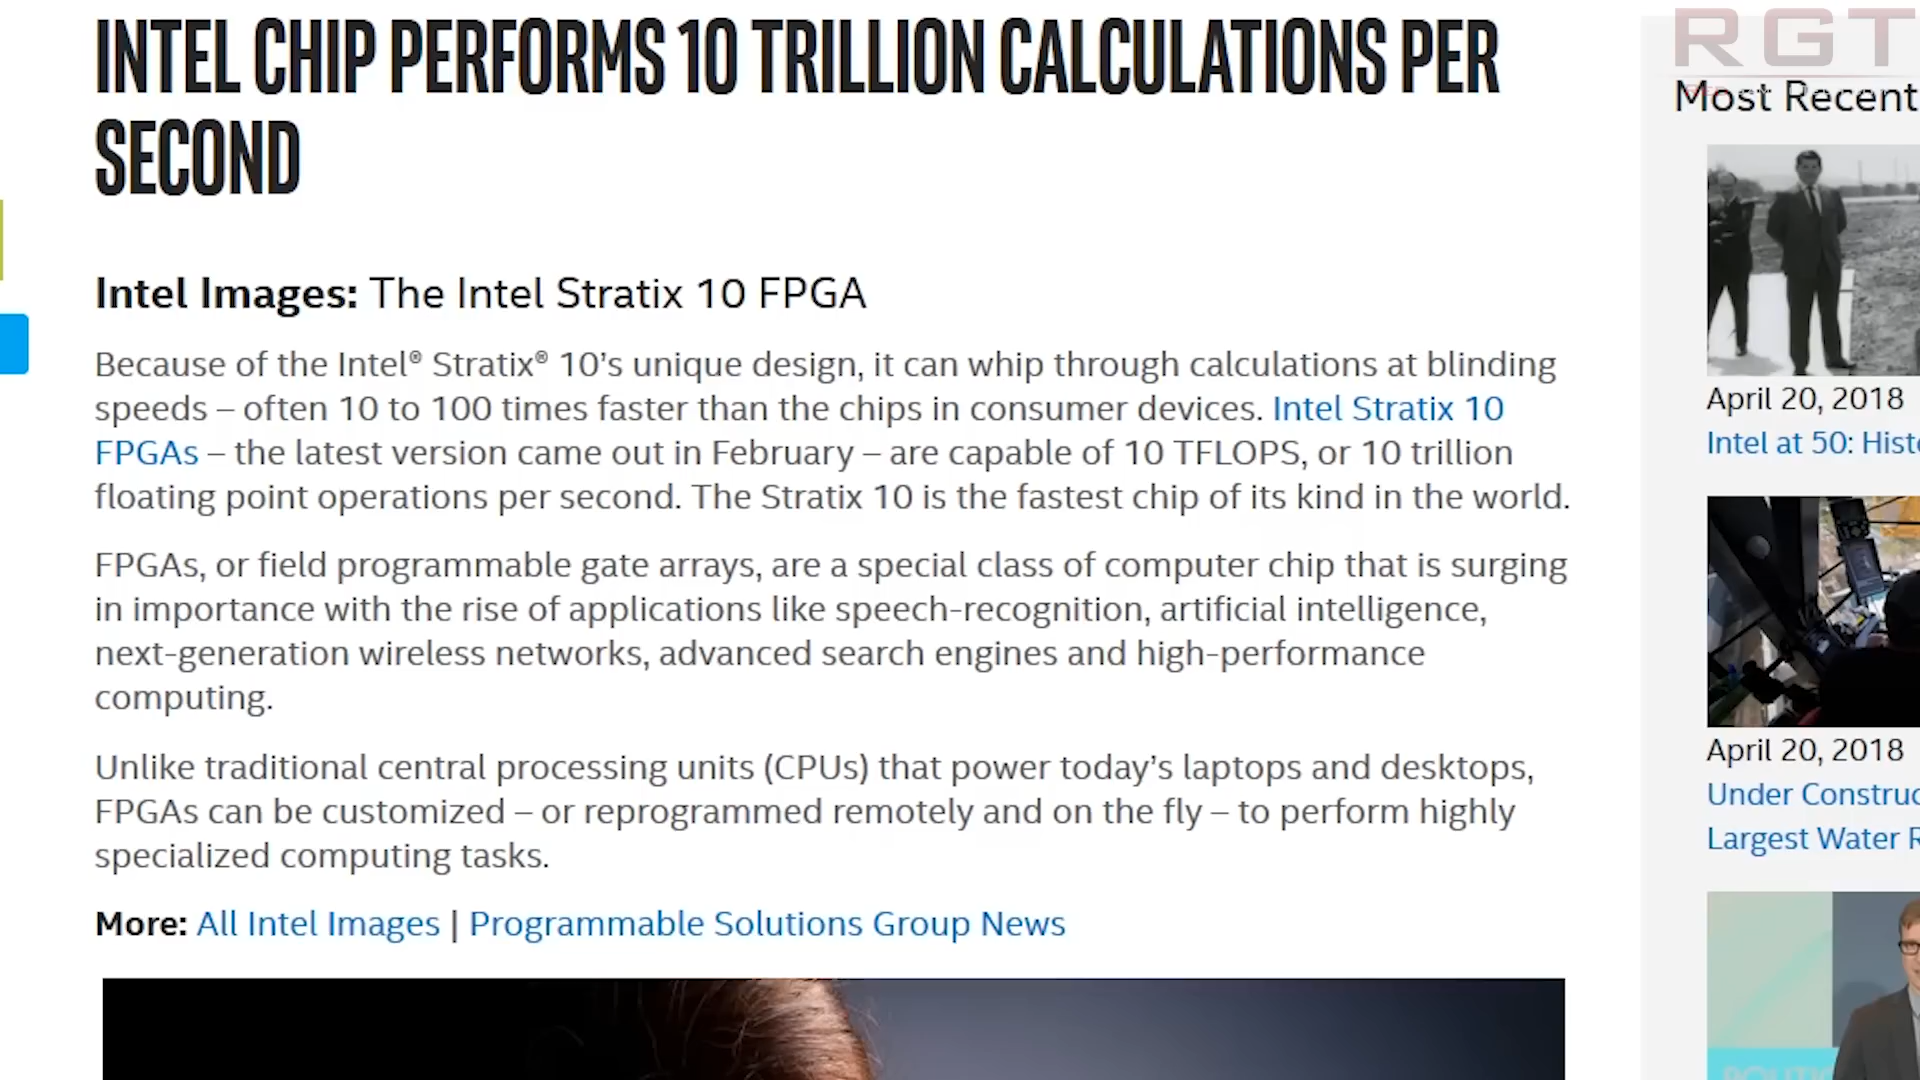 INTEL CHIP PERFORMS 10 TRILLION CALCULATIONS PER
SECOND
Intel Images: The Intel Stratix 10 FPGA
Because of the Intel® Stratix® 10’s unique design, it can whip through calculations at blinding
speeds – often 10 to 100 times faster than the chips in consumer devices. Intel Stratix 10
FPGAs – the latest version came out in February – are capable of 10 TFLOPS, or 10 trillion
floating point operations per second. The Stratix 10 is the fastest chip of its kind in the world.
FPGAs, or field programmable gate arrays, are a special class of computer chip that is surging
in importance with the rise of applications like speech-recognition, artificial intelligence,
next-generation wireless networks, advanced search engines and high-performance
computing.
Unlike traditional central processing units (CPUs) that power today’s laptops and desktops,
FPGAs can be customized – or reprogrammed remotely and on the fly – to perform highly
specialized computing tasks.
More: All Intel Images | Programmable Solutions Group News
RGT
Most Recent
April 20, 2018
Intel at 50: Histo
April 20, 2018
Under Construc
Largest Water R